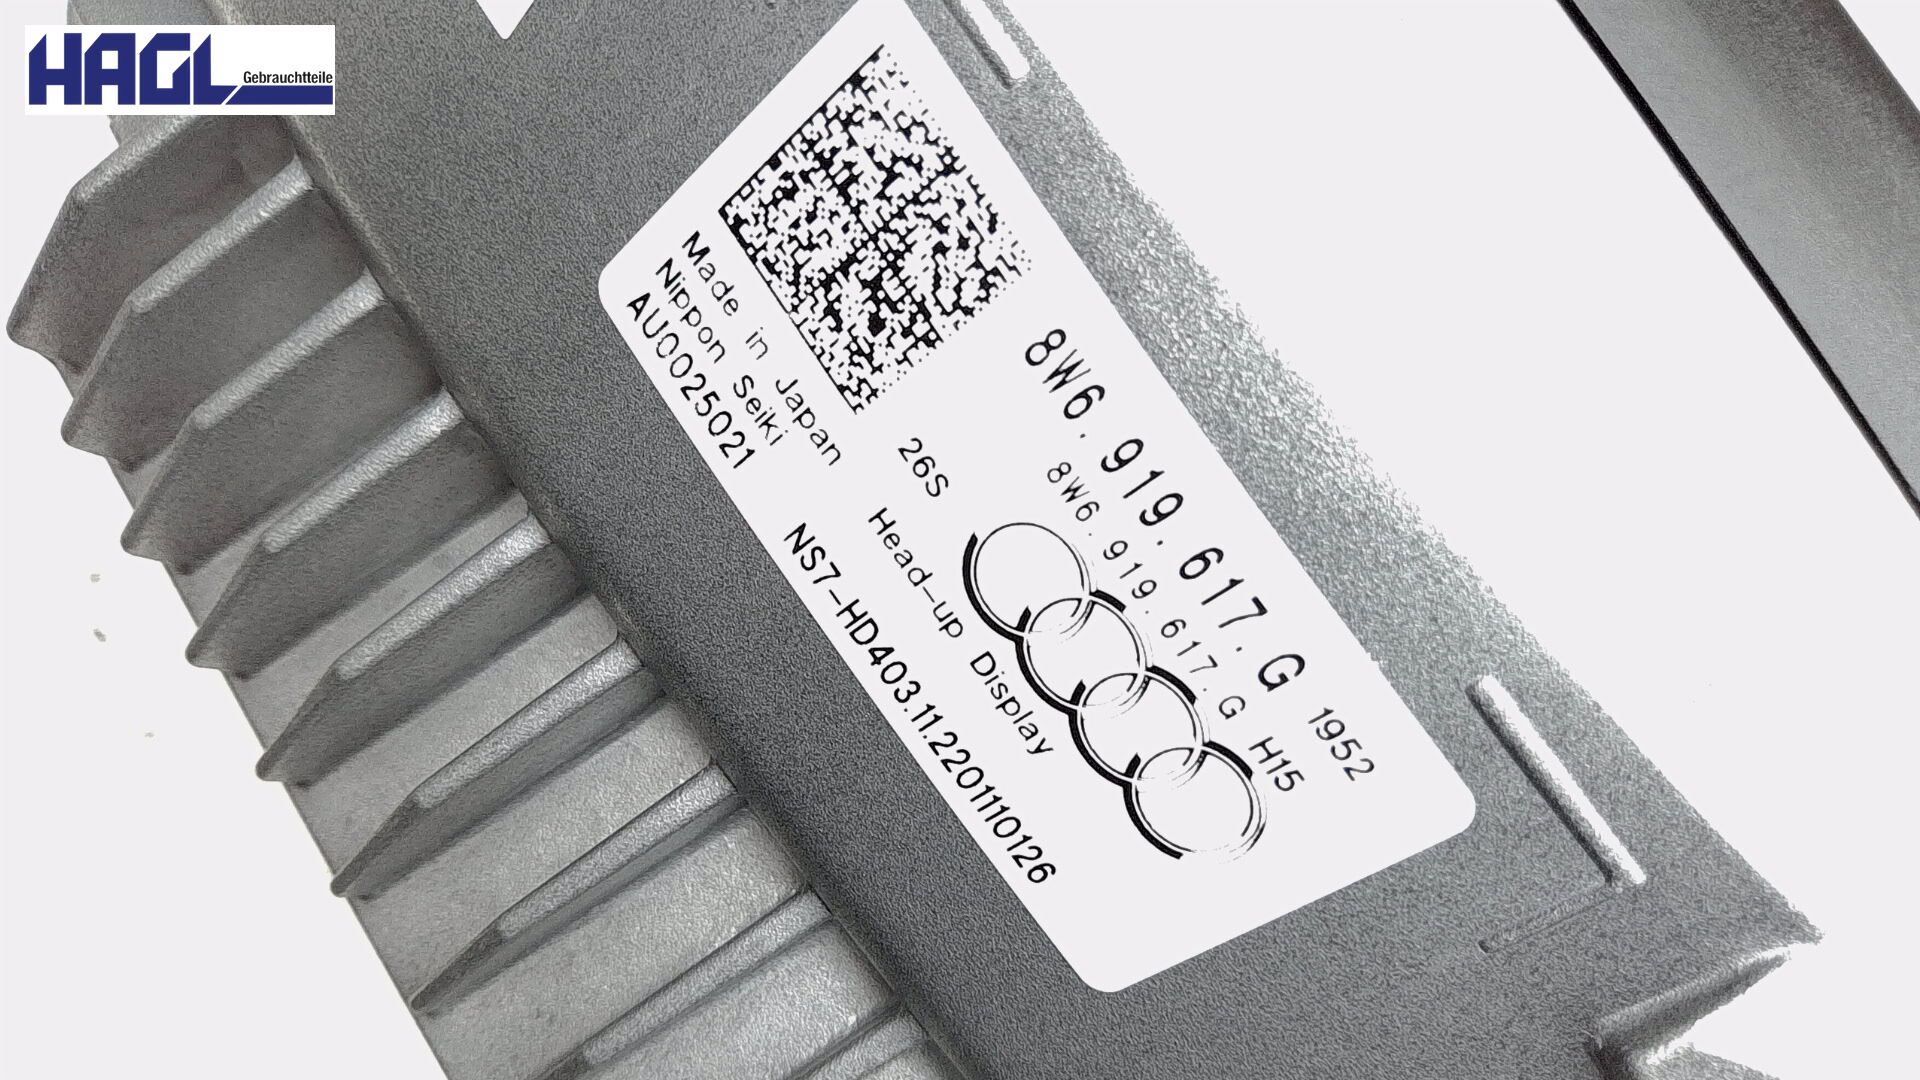 HAGL
Gebrauchtteile
8W6.919.617.G 1952
8W6.919.617.G H15
26S
Head-up Display
Made in Japan
Nippon Seiki
AU0025021
NS7-HD403.11.2201110126